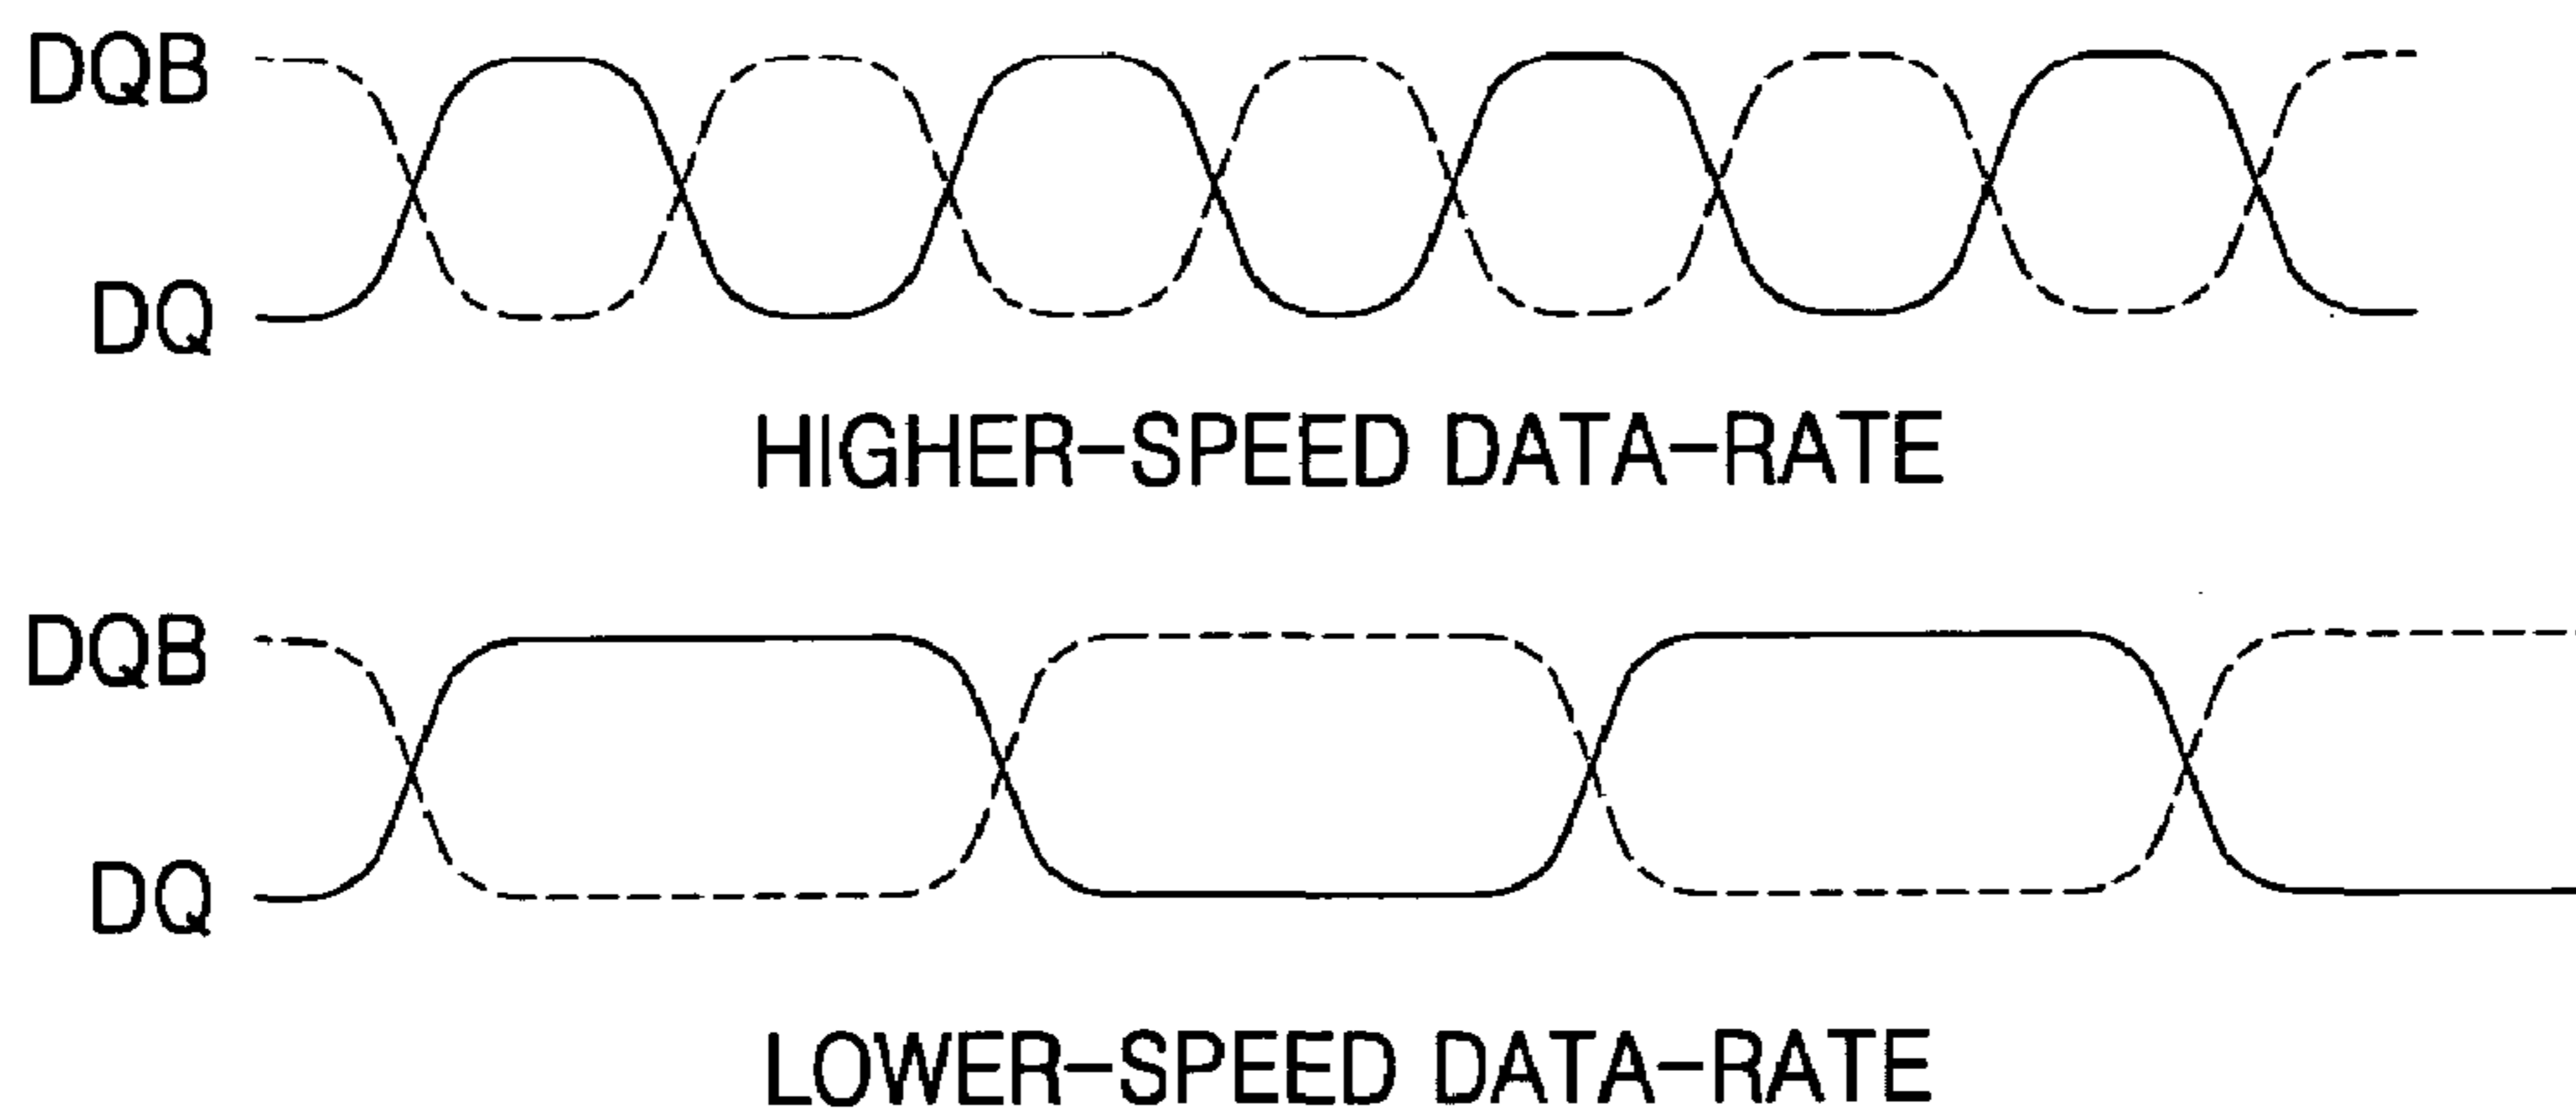 DQB
DQ
HIGHER-SPEED DATA-RATE
DQB
DQ
LOWER-SPEED DATA-RATE